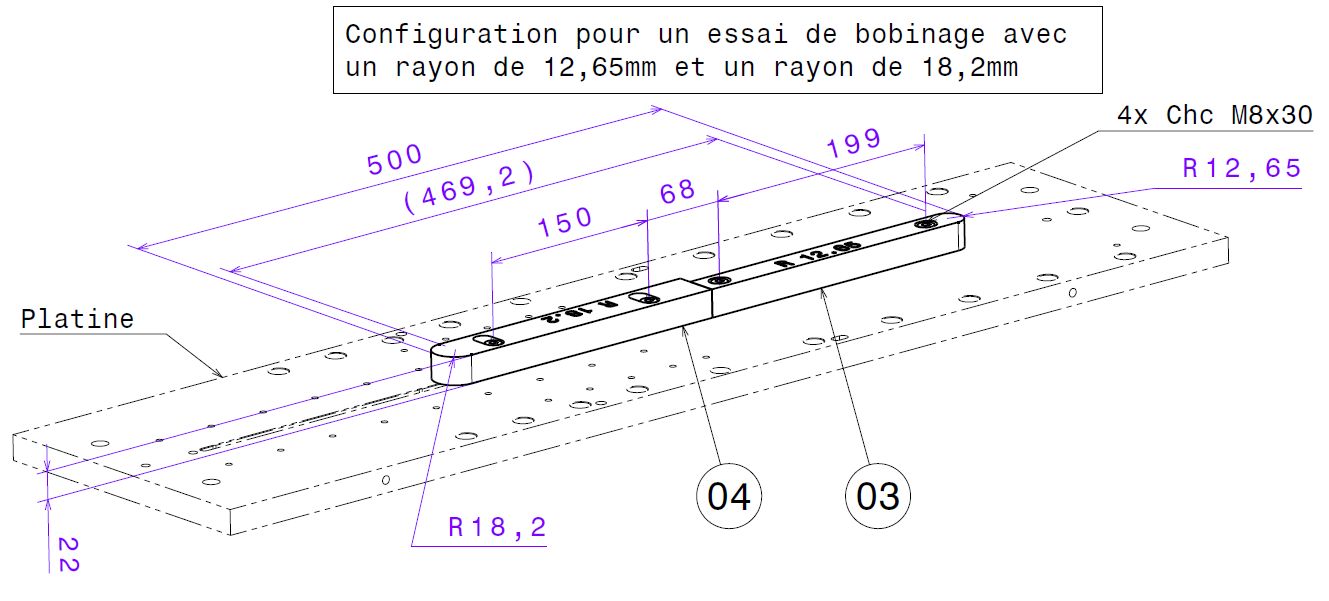 Configuration pour un essai de bobinage avec
un rayon de 12,65mm et un rayon de 18,2mm
4x Chc M8x30
500
199
R12,65
(469,2)
68
150
R 12.65
R 18.2
Platine
04
03
R18,2
22